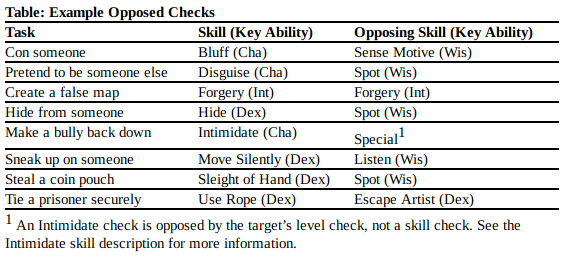 Table: Example Opposed Checks
Task Skill (Key Ability) Opposing Skill (Key Ability)
Con someone Bluff (Cha) Sense Motive (Wis)
Pretend to be someone else Disguise (Cha) Spot (Wis)
Create a false map Forgery (Int) Forgery (Int)
Hide from someone Hide (Dex) Spot (Wis)
Make a bully back down Intimidate (Cha) Special¹
Sneak up on someone Move Silently (Dex) Listen (Wis)
Steal a coin pouch Sleight of Hand (Dex) Spot (Wis)
Tie a prisoner securely Use Rope (Dex) Escape Artist (Dex)
¹ An Intimidate check is opposed by the target's level check, not a skill check. See the
Intimidate skill description for more information.